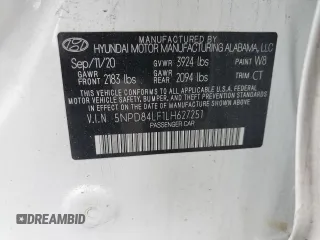 HYUNDAI MOTOR MANUFACTURING ALABAMA, LLC
Sep/11/20 GVWR 3924 lbs PAINT W8
GAWR FRONT 2183 lbs GAWR REAR 2094 lbs TRIM CT
THIS VEHICLE CONFORMS TO ALL APPLICABLE FEDERAL MOTOR VEHICLE SAFETY, BUMPER, AND THEFT PREVENTION STANDARDS IN EFFECT ON THE DATE OF MANUFACTURE SHOWN ABOVE.
V.I.N 5NPD84LF1LH627251
PASSENGER CAR
DREAMBID